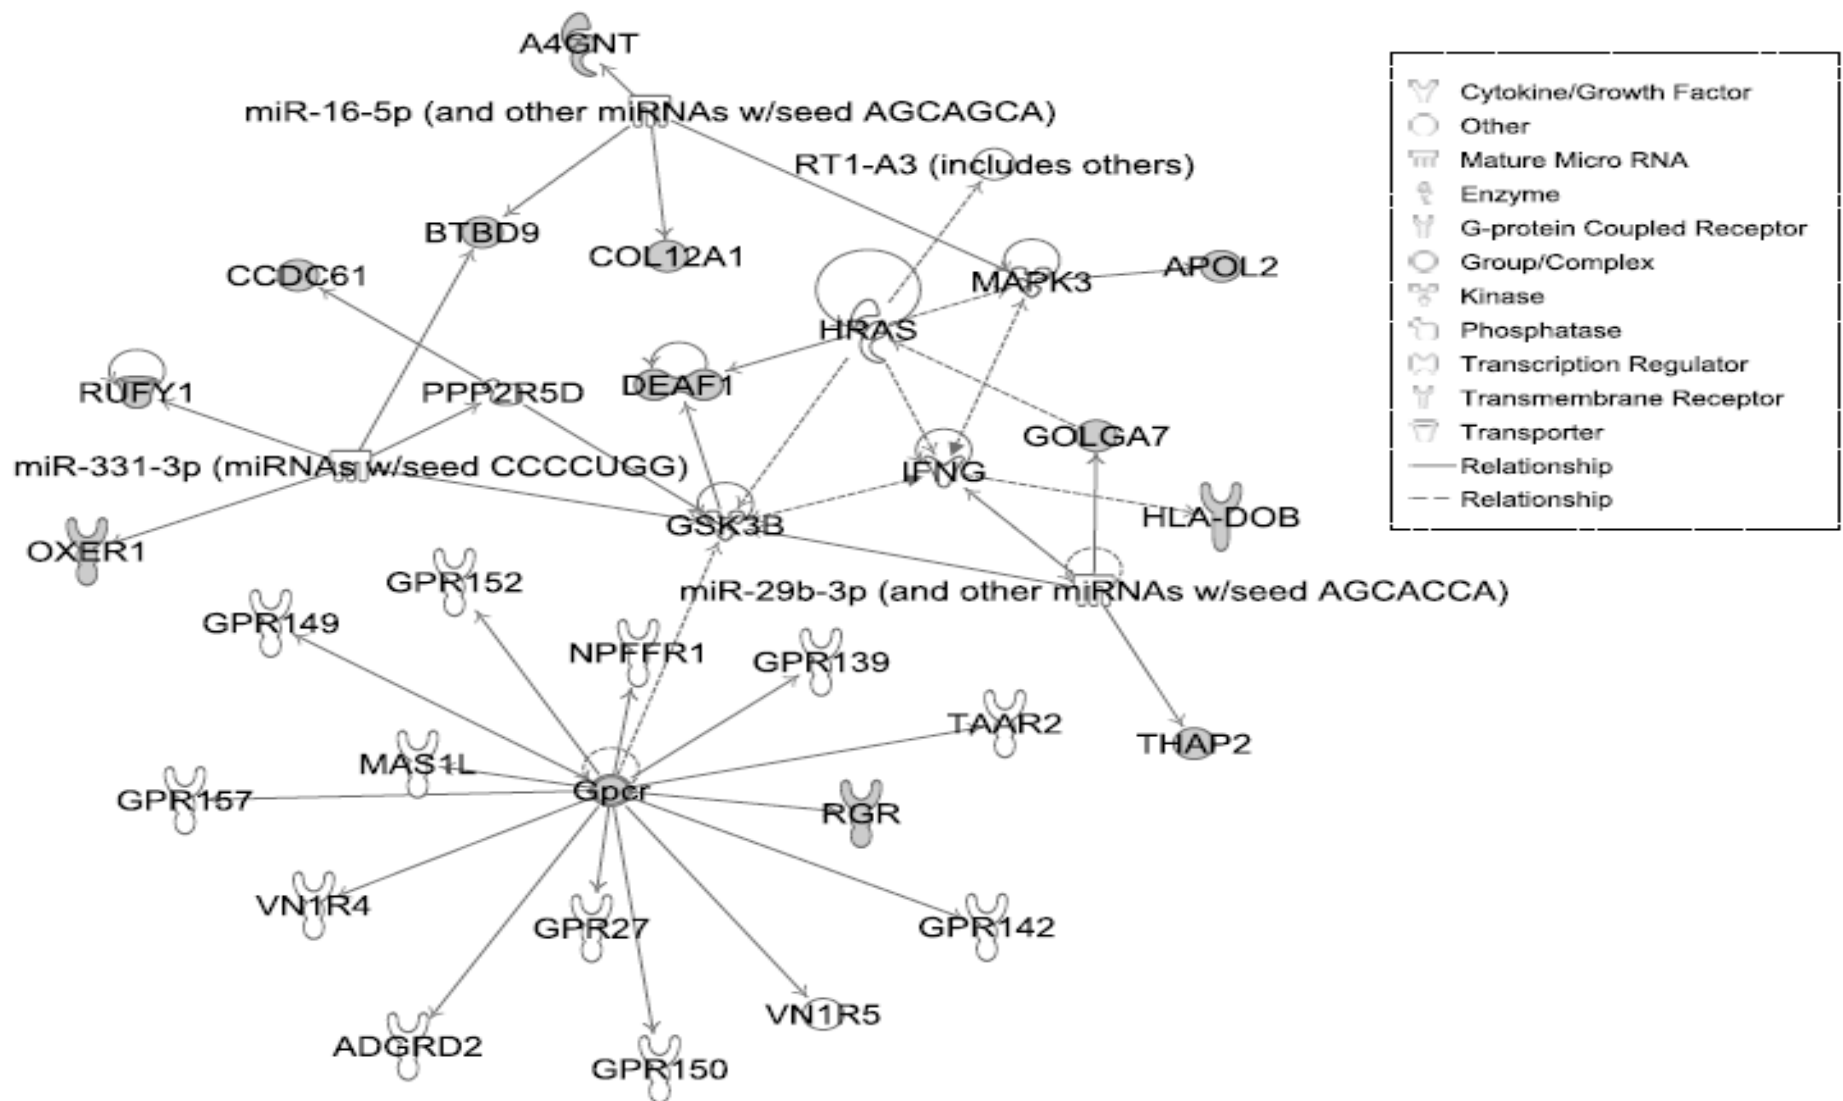 A4GNT
miR-16-5p (and other miRNAs w/seed AGCAGCA)
RT1-A3 (includes others)
BTBD9
COL12A1
CCDC61
MAPK3
APOL2
HRAS
RUFY1
PPP2R5D
DEAF1
GOLGA7
miR-331-3p (miRNAs w/seed CCCCUGG)
IFNG
GSK3B
HLA-DOB
OXER1
GPR152
miR-29b-3p (and other miRNAs w/seed AGCACCA)
GPR149
NPFFR1
GPR139
TAAR2
THAP2
MAS1L
GPR157
Gpcr
RGR
VN1R4
GPR27
GPR142
VN1R5
ADGRD2
GPR150
Cytokine/Growth Factor
Other
Mature Micro RNA
Enzyme
G-protein Coupled Receptor
Group/Complex
Kinase
Phosphatase
Transcription Regulator
Transmembrane Receptor
Transporter
Relationship
Relationship